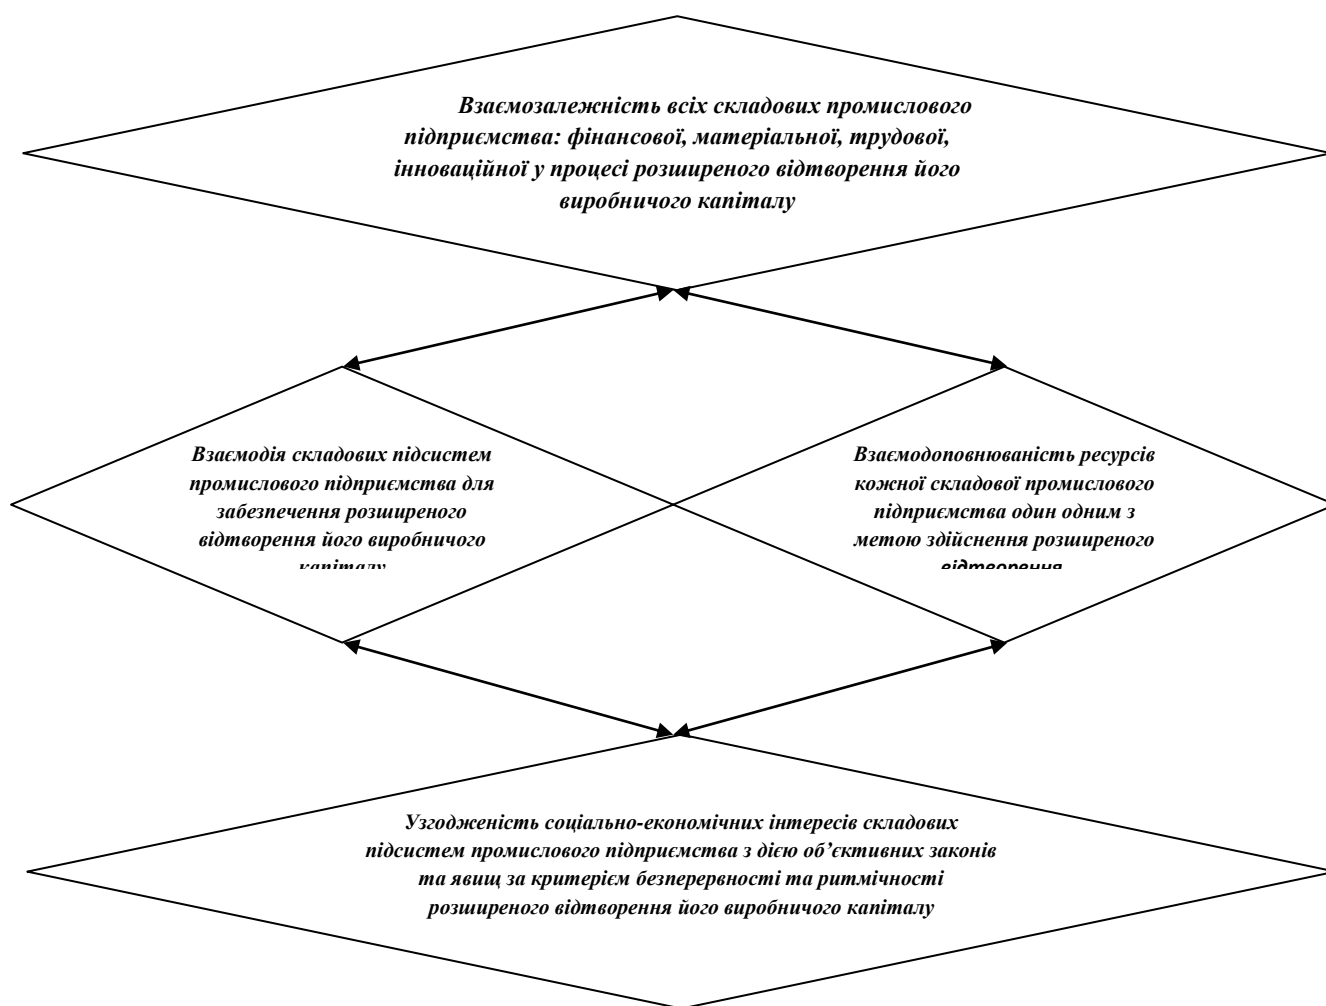 Взаємозалежність всіх складових промислового
підприємства: фінансової, матеріальної, трудової,
інноваційної у процесі розширеного відтворення його
виробничого капіталу
Взаємодія складових підсистем
промислового підприємства для
забезпечення розширеного
відтворення його виробничого
капіталу
Взаємодоповнюваність ресурсів
кожної складової промислового
підприємства один одним з
метою здійснення розширеного
відтворення
Узгодженість соціально-економічних інтересів складових
підсистем промислового підприємства з дією об’єктивних законів
та явищ за критерієм безперервності та ритмічності
розширеного відтворення його виробничого капіталу